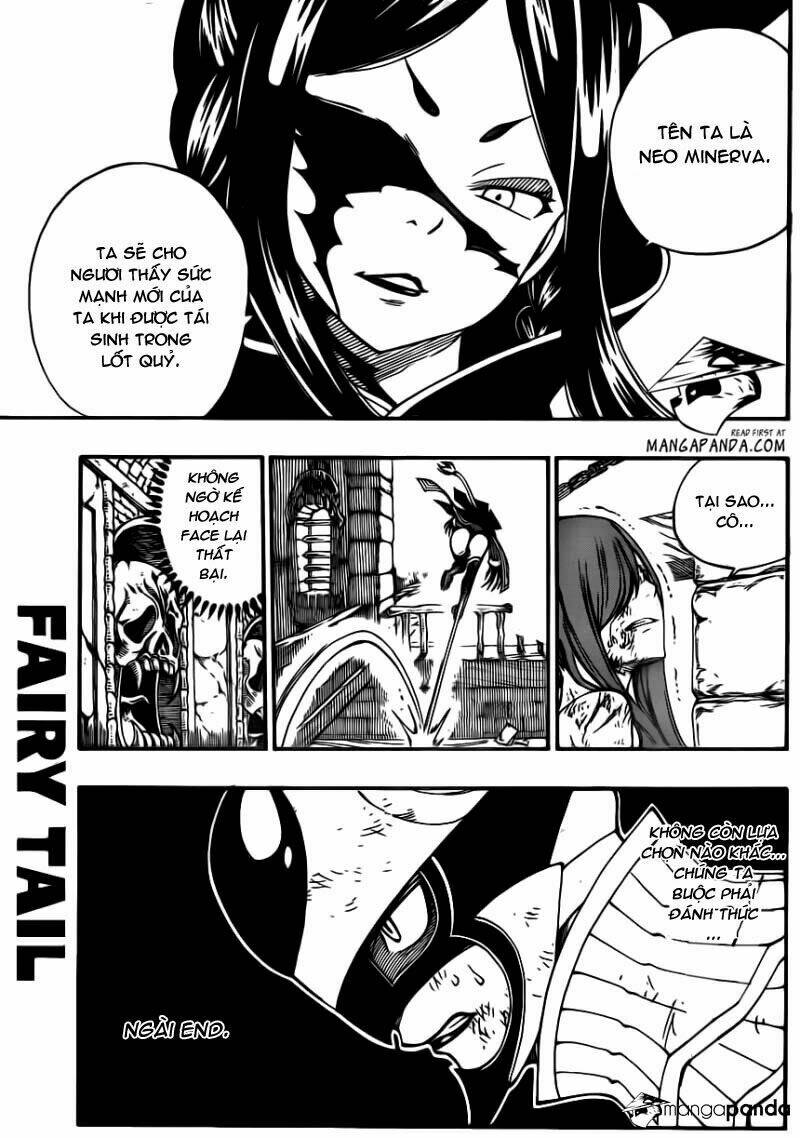 TÊN TA LÀ
NEO MINERVA.
TA SẼ CHO
NGƯƠI THẤY SỨC
MẠNH MỚI CỦA
TA KHI ĐƯỢC TÁI
SINH TRONG
LỐT QUỶ.
READ FIRST AT
MANGAPANDA.COM
TẠI SAO...
CÔ...
KHÔNG
NGỜ KẾ
HOẠCH
FACE LẠI
THẤT
BẠI.
FAIRY TAIL
KHÔNG CÒN LỰA
CHỌN NÀO KHÁC...
CHÚNG TA
BUỘC PHẢI
ĐÁNH THỨC
...
NGÀI END.
mangapanda